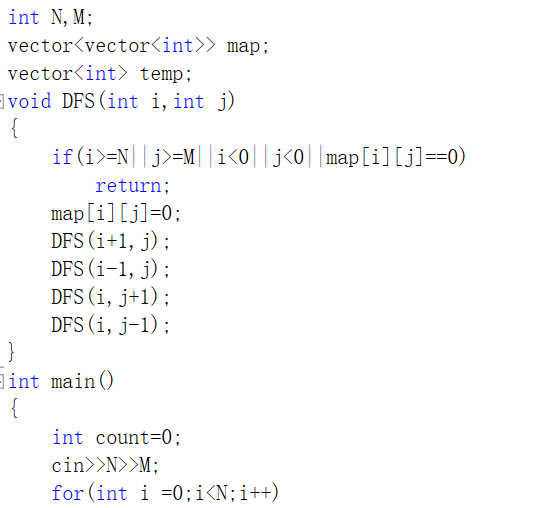 int N,M;
vector<vector<int>> map;
vector<int> temp;
void DFS(int i,int j)
{
    if(i>=N||j>=M||i<0||j<0||map[i][j]==0)
        return;
    map[i][j]=0;
    DFS(i+1,j);
    DFS(i-1,j);
    DFS(i,j+1);
    DFS(i,j-1);
}
int main()
{
    int count=0;
    cin>>N>>M;
    for(int i =0;i<N;i++)